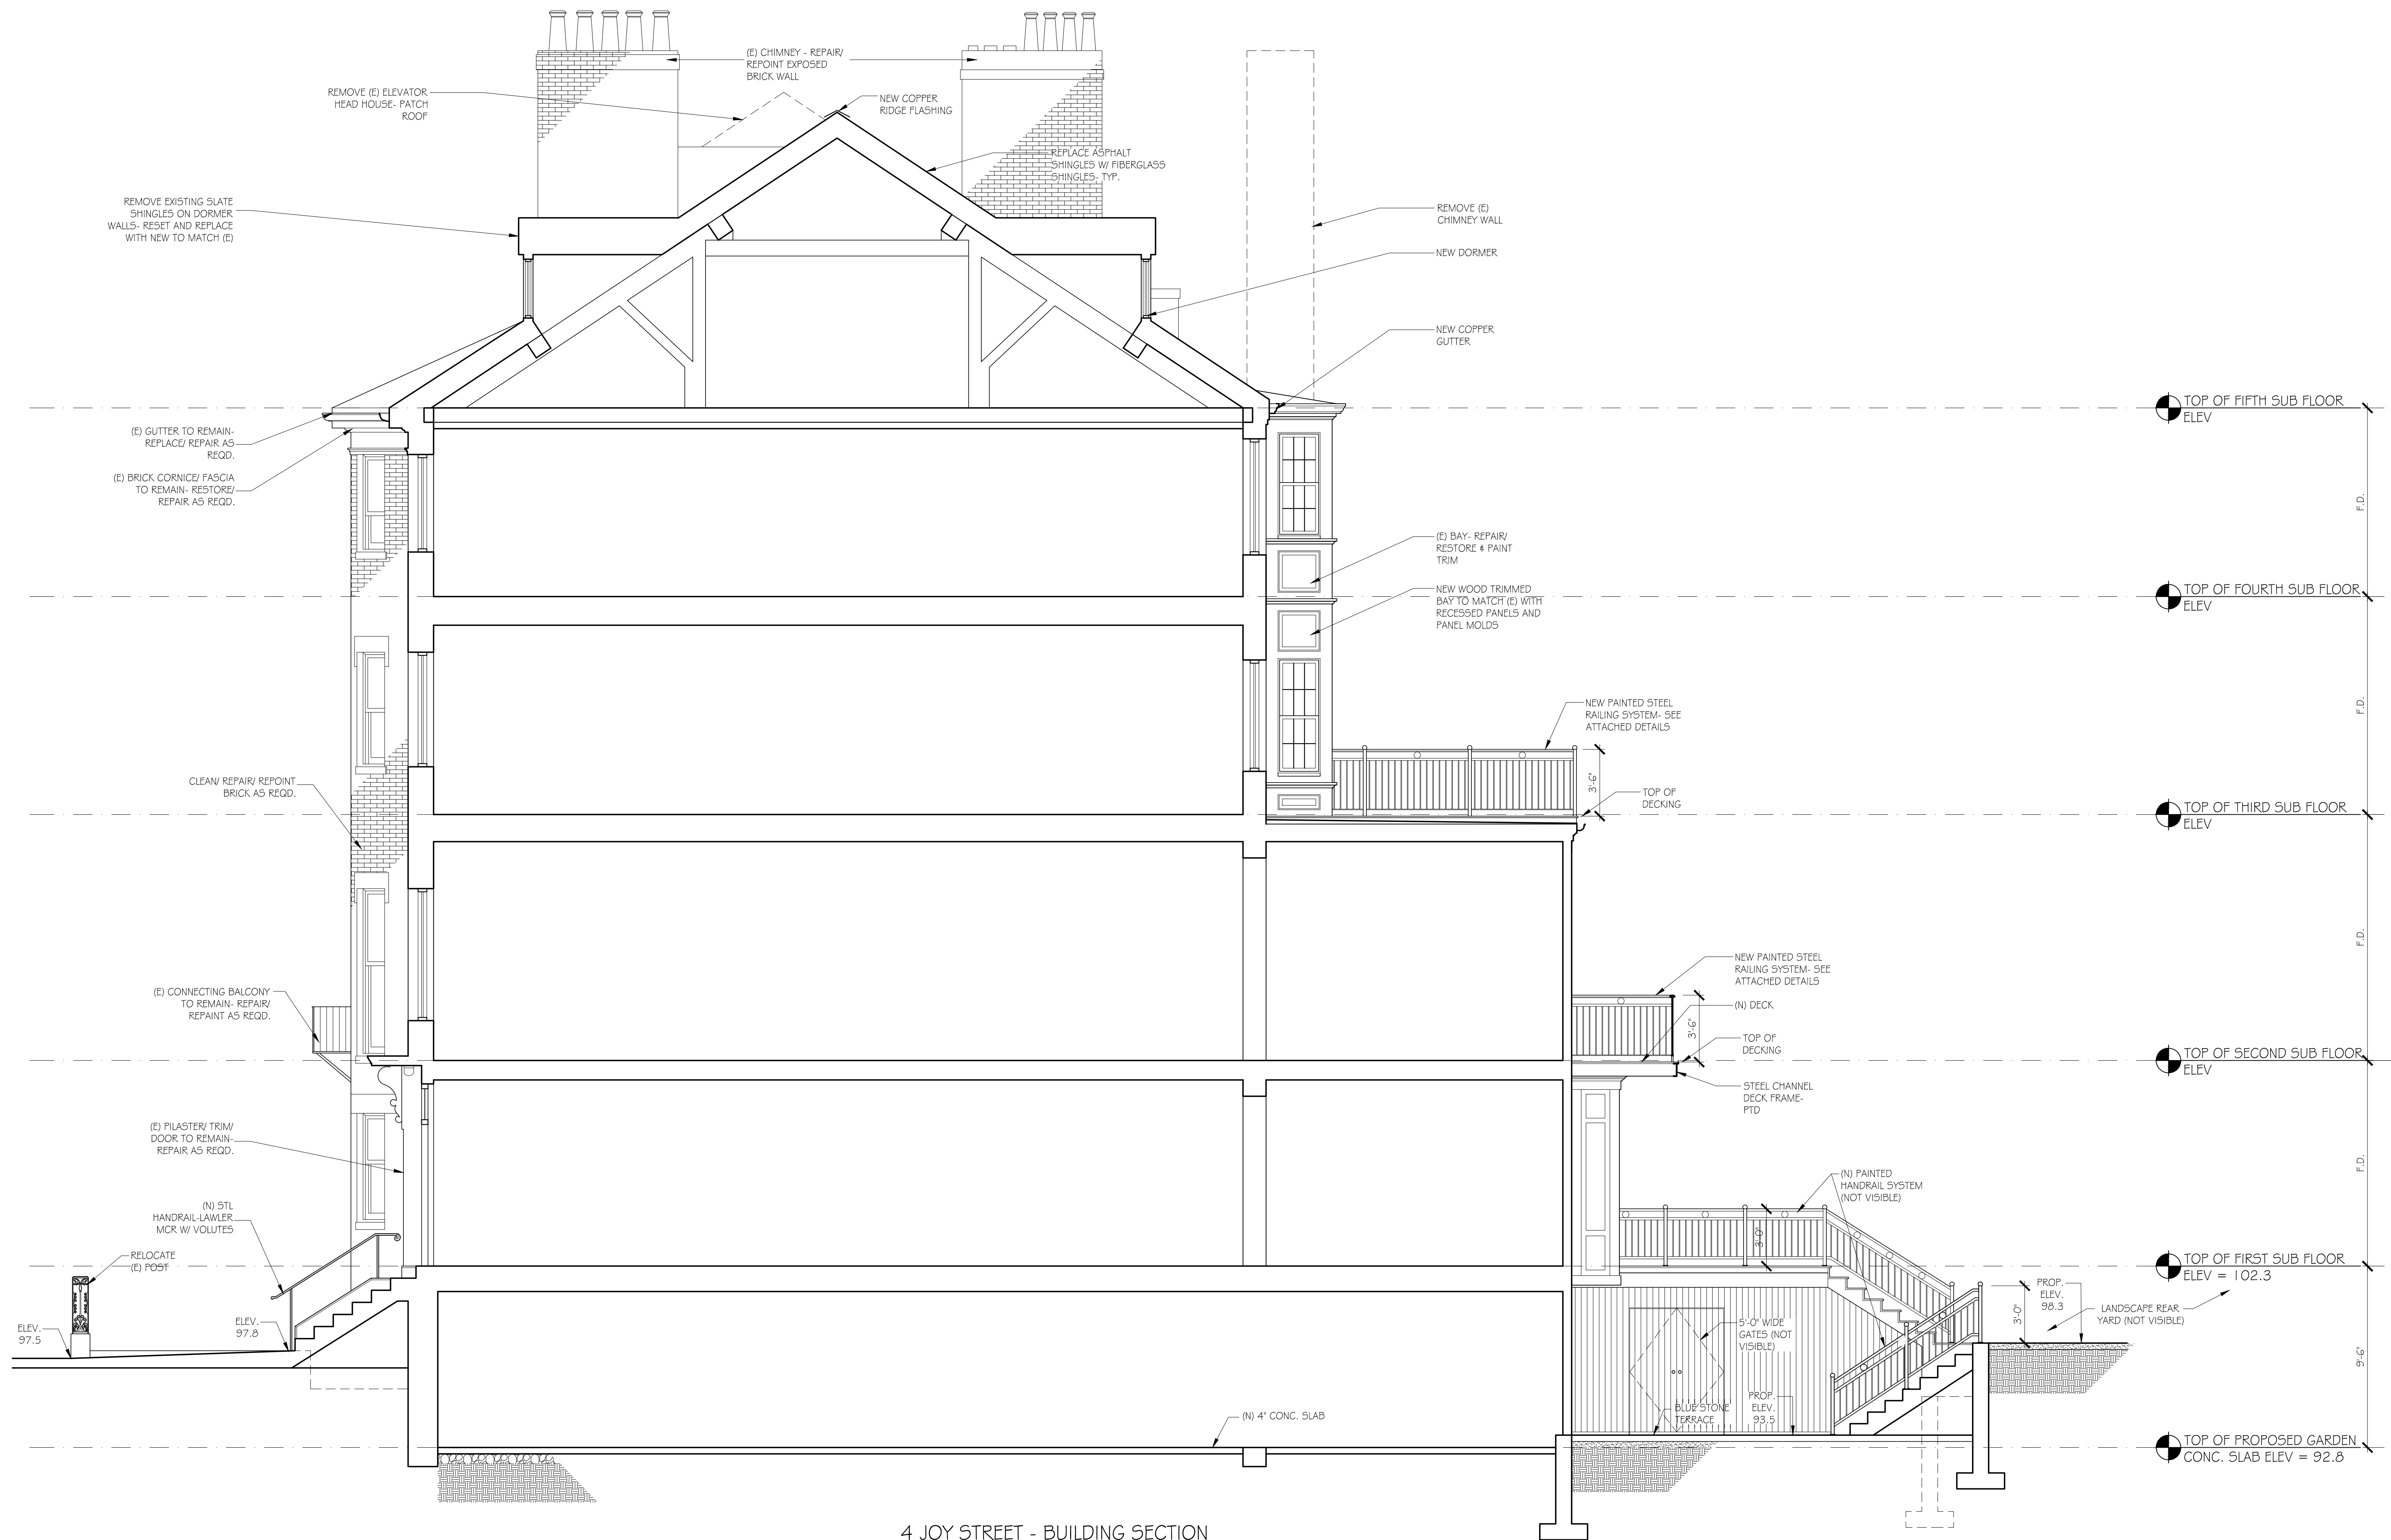 (E) CHIMNEY - REPAIR/
REPOINT EXPOSED
BRICK WALL
REMOVE (E) ELEVATOR
HEAD HOUSE- PATCH
ROOF
NEW COPPER
RIDGE FLASHING
REPLACE ASPHALT
SHINGLES W/ FIBERGLASS
SHINGLES- TYP.
REMOVE EXISTING SLATE
SHINGLES ON DORMER
WALLS- RESET AND REPLACE
WITH NEW TO MATCH (E)
REMOVE (E)
CHIMNEY WALL
NEW DORMER
NEW COPPER
GUTTER
TOP OF FIFTH SUB FLOOR
ELEV
(E) GUTTER TO REMAIN-
REPLACE/ REPAIR AS
REQD.
(E) BRICK CORNICE/ FASCIA
TO REMAIN- RESTORE/
REPAIR AS REQD.
F.D.
(E) BAY- REPAIR/
RESTORE & PAINT
TRIM
NEW WOOD TRIMMED
BAY TO MATCH (E) WITH
RECESSED PANELS AND
PANEL MOLDS
TOP OF FOURTH SUB FLOOR
ELEV
NEW PAINTED STEEL
RAILING SYSTEM- SEE
ATTACHED DETAILS
F.D.
3'-6"
CLEAN/ REPAIR/ REPOINT
BRICK AS REQD.
TOP OF
DECKING
TOP OF THIRD SUB FLOOR
ELEV
F.D.
NEW PAINTED STEEL
RAILING SYSTEM- SEE
ATTACHED DETAILS
(E) CONNECTING BALCONY
TO REMAIN- REPAIR/
REPAINT AS REQD.
(N) DECK
3'-6"
TOP OF
DECKING
TOP OF SECOND SUB FLOOR
ELEV
STEEL CHANNEL
DECK FRAME-
PTD
(E) PILASTER/ TRIM/
DOOR TO REMAIN-
REPAIR AS REQD.
F.D.
(N) PAINTED
HANDRAIL SYSTEM
(NOT VISIBLE)
(N) STL
HANDRAIL-LAWLER
MCR W/ VOLUTES
3'-0"
RELOCATE
(E) POST
TOP OF FIRST SUB FLOOR
ELEV = 102.3
PROP.
ELEV.
98.3
LANDSCAPE REAR
YARD (NOT VISIBLE)
3'-0"
ELEV.
97.5
ELEV.
97.8
5'-0" WIDE
GATES (NOT
VISIBLE)
9'-6"
(N) 4" CONC. SLAB
BLUE STONE
TERRACE
PROP.
ELEV.
93.5
TOP OF PROPOSED GARDEN
CONC. SLAB ELEV = 92.8
4 JOY STREET - BUILDING SECTION